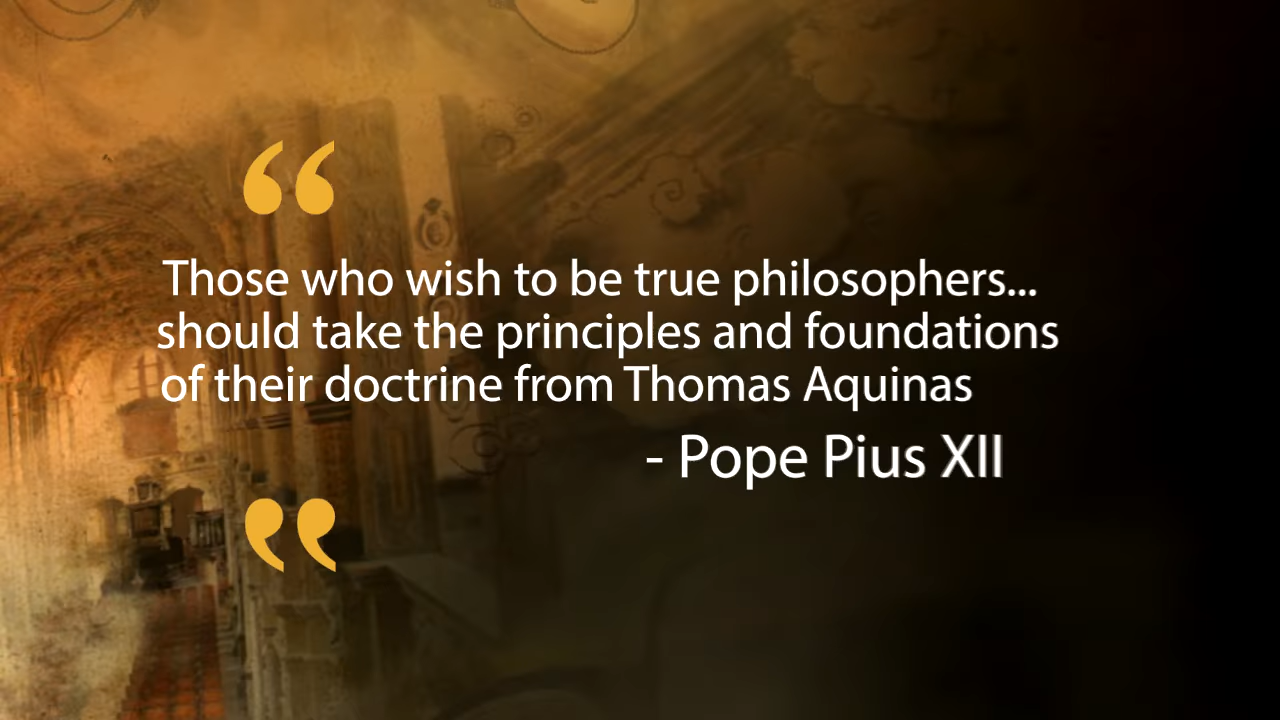 “
Those who wish to be true philosophers...
should take the principles and foundations
of their doctrine from Thomas Aquinas
- Pope Pius XII
”